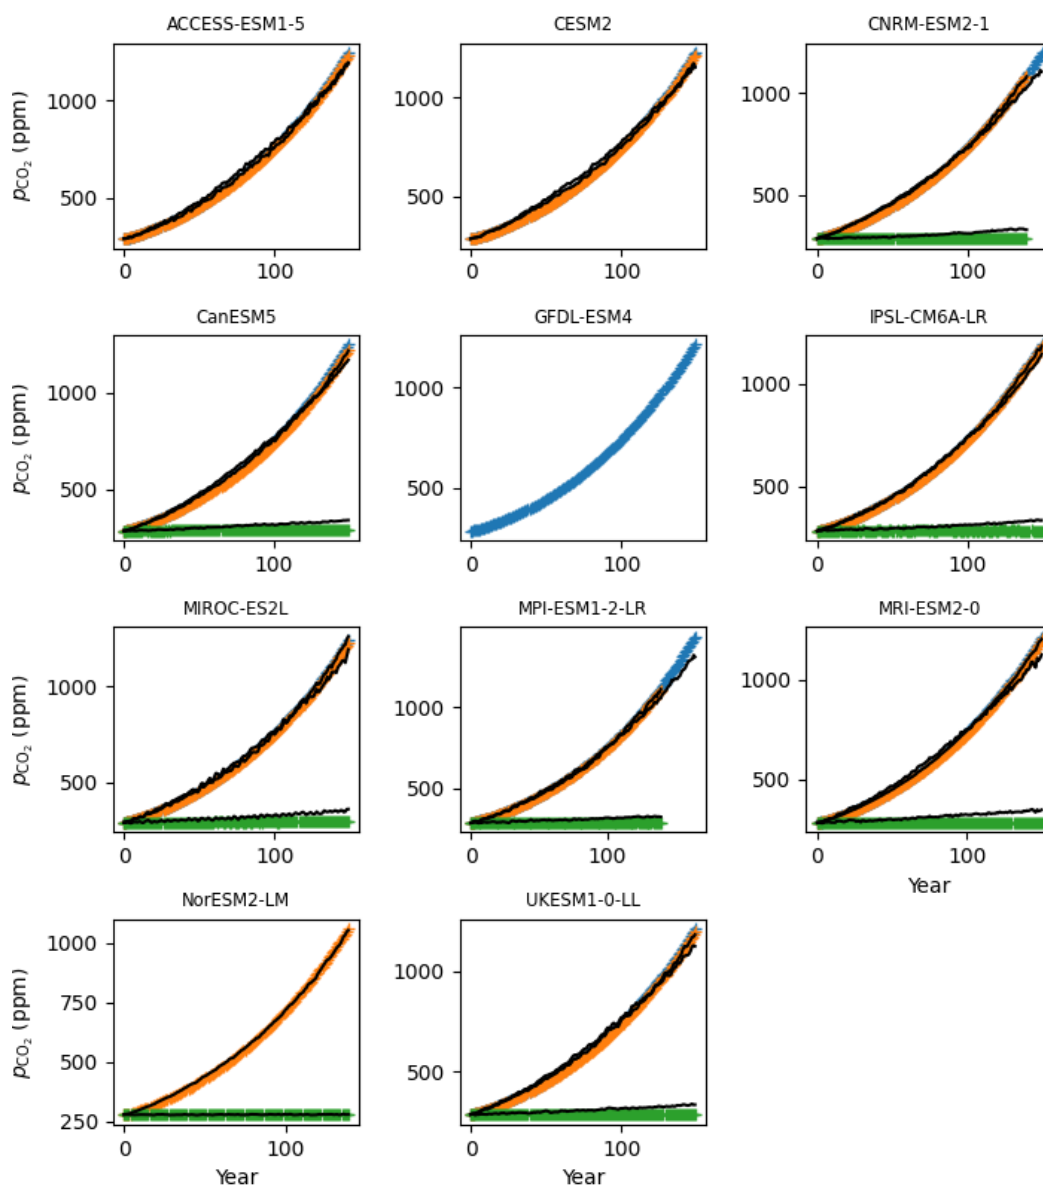 ACCESS-ESM1-5 CESM2 CNRM-ESM2-1
pCO2 (ppm)
1000 1000 1000
500 500 500
0 100 0 100 0 100
CanESM5 GFDL-ESM4 IPSL-CM6A-LR
pCO2 (ppm)
1000 1000 1000
500 500 500
0 100 0 100 0 100
MIROC-ES2L MPI-ESM1-2-LR MRI-ESM2-0
pCO2 (ppm)
1000 1000 1000
500 500 500
0 100 0 100 0 100
Year
NorESM2-LM UKESM1-0-LL
pCO2 (ppm)
1000 1000
750
500 500
250
0 100 0 100
Year Year